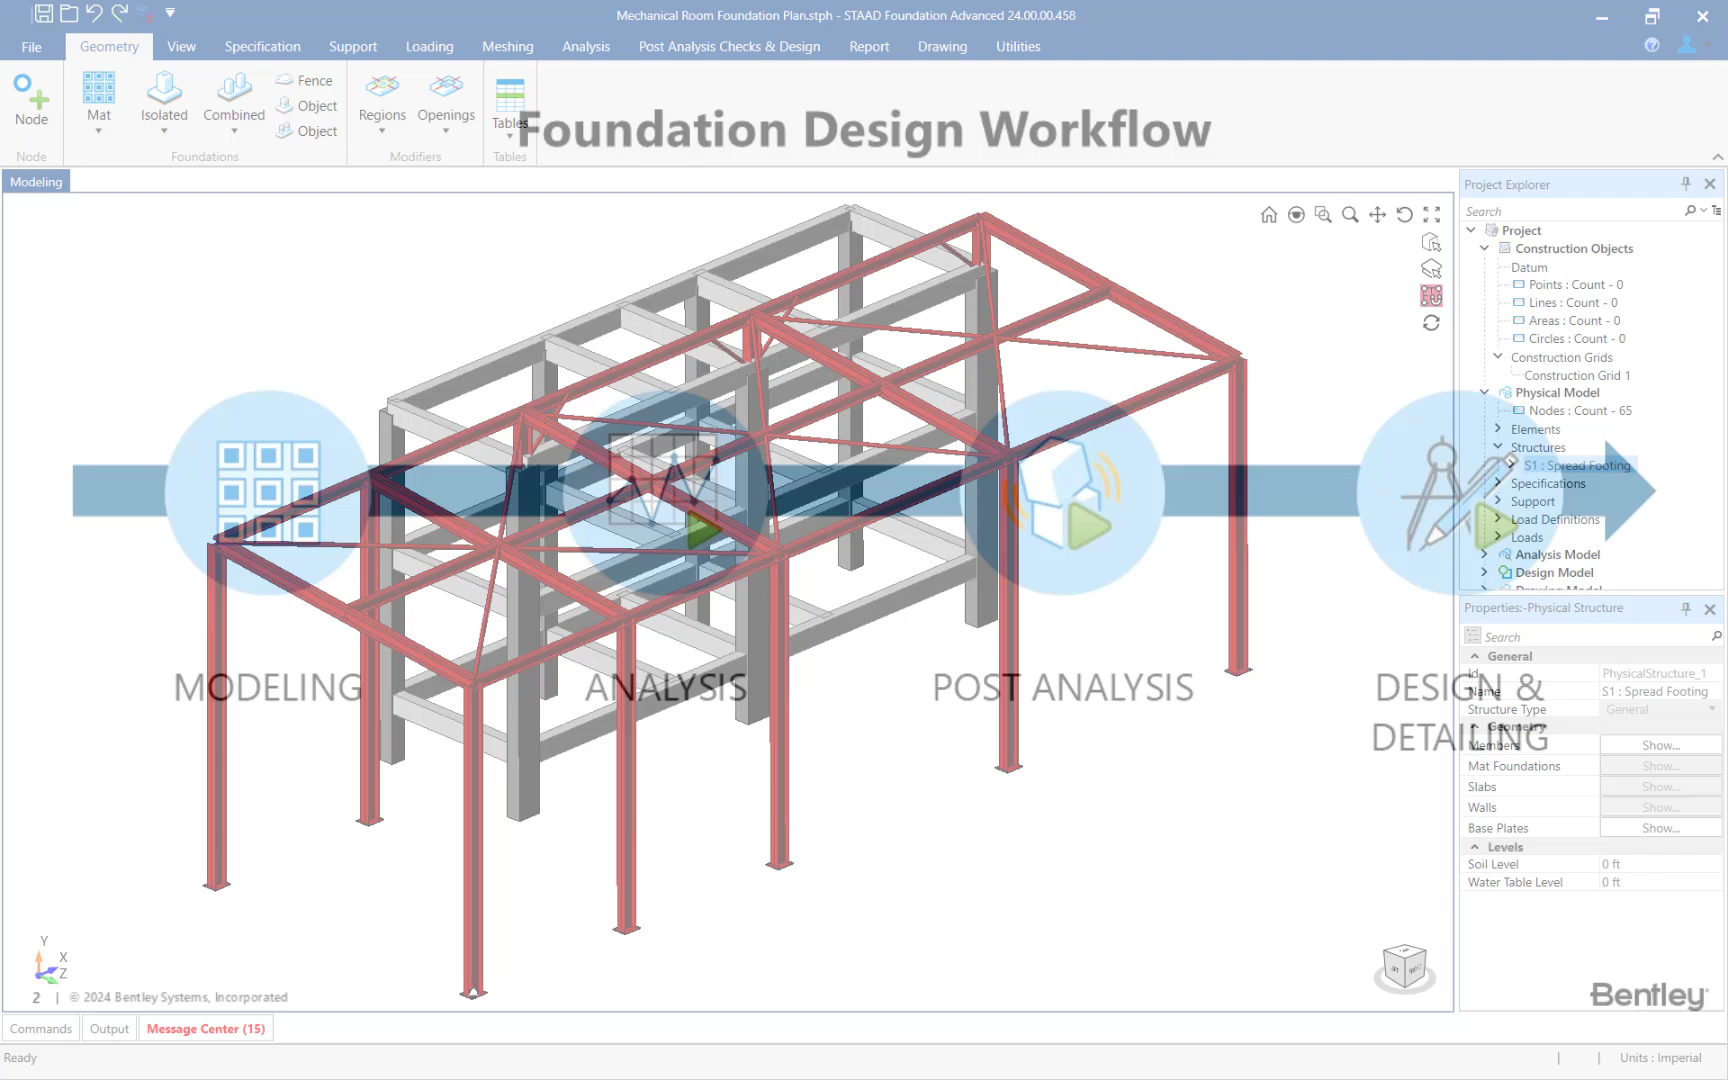 Mechanical Room Foundation Plan.stph - STAAD Foundation Advanced 24.00.00.458
File Geometry View Specification Support Loading Meshing Analysis Post Analysis Checks & Design Report Drawing Utilities
Node
Mat
Isolated
Combined
Fence
Object
Object
Regions
Openings
Tables
Node
Foundations
Modifiers
Tables
Foundation Design Workflow
Modeling
Project Explorer
Search
Project
Construction Objects
Datum
Points : Count - 0
Lines : Count - 0
Areas : Count - 0
Circles : Count - 0
Construction Grids
Construction Grid 1
Physical Model
Nodes : Count - 65
Elements
Structures
S1 : Spread Footing
Specifications
Support
Load Definitions
Loads
Analysis Model
Design Model
Drawing Model
MODELING
ANALYSIS
POST ANALYSIS
DESIGN &
DETAILING
Properties:-Physical Structure
Search
General
Id PhysicalStructure_1
Name S1 : Spread Footing
Structure Type General
Geometry
Members Show...
Mat Foundations Show...
Slabs Show...
Walls Show...
Base Plates Show...
Levels
Soil Level 0 ft
Water Table Level 0 ft
Y
X
Z
2 | © 2024 Bentley Systems, Incorporated
Bentley
Commands Output Message Center (15)
Ready
Units : Imperial